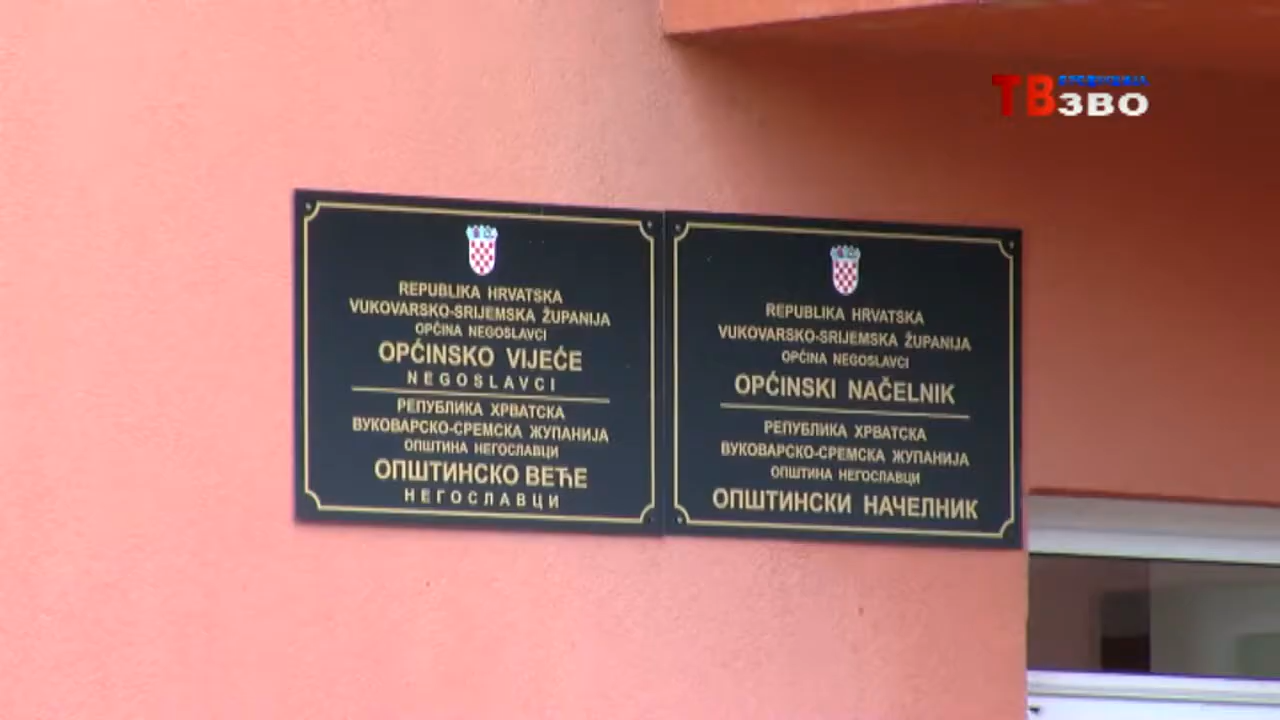 ТВ
ЗВО
REPUBLIKA HRVATSKA
VUKOVARSKO-SRIJEMSKA ŽUPANIJA
OPĆINA NEGOSLAVCI
OPĆINSKO VIJEĆE
NEGOSLAVCI
РЕПУБЛИКА ХРВАТСКА
ВУКОВАРСКО-СРЕМСКА ЖУПАНИЈА
ОПШТИНА НЕГОСЛАВЦИ
ОПШТИНСКО ВЕЋЕ
НЕГОСЛАВЦИ
REPUBLIKA HRVATSKA
VUKOVARSKO-SRIJEMSKA ŽUPANIJA
OPĆINA NEGOSLAVCI
OPĆINSKI NAČELNIK
РЕПУБЛИКА ХРВАТСКА
ВУКОВАРСКО-СРЕМСКА ЖУПАНИЈА
ОПШТИНА НЕГОСЛАВЦИ
ОПШТИНСКИ НАЧЕЛНИК